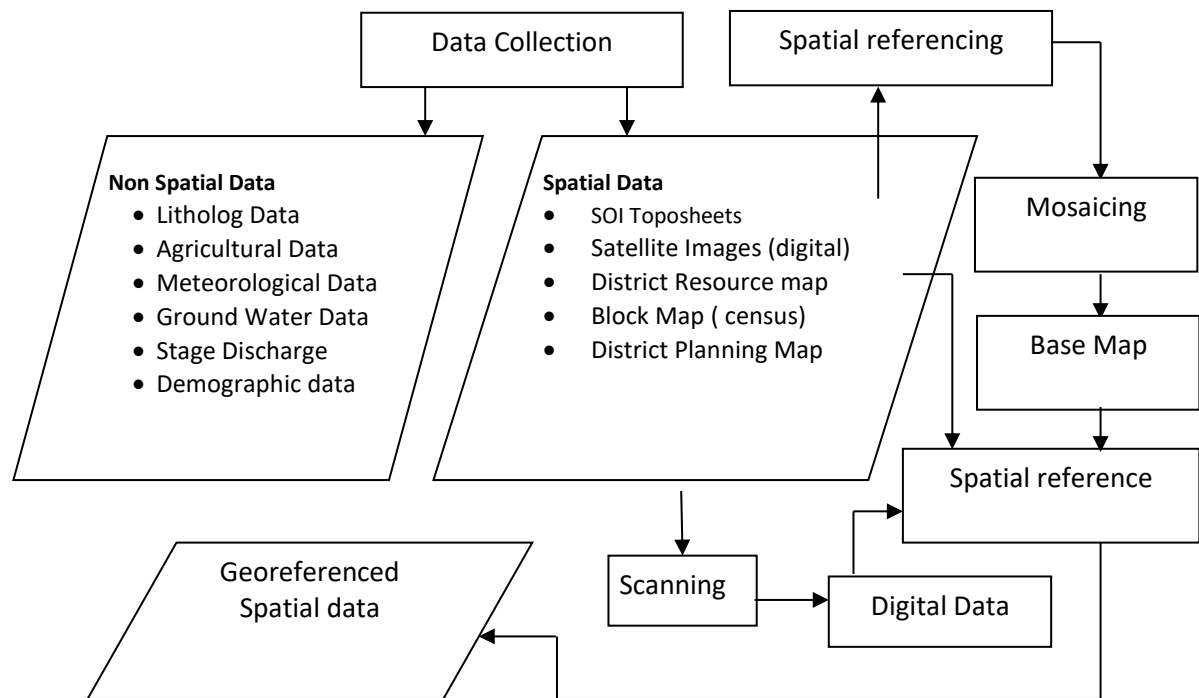 Data Collection
Spatial referencing
Non Spatial Data
• Litholog Data
• Agricultural Data
• Meteorological Data
• Ground Water Data
• Stage Discharge
• Demographic data
Spatial Data
• SOI Toposheets
• Satellite Images (digital)
• District Resource map
• Block Map ( census)
• District Planning Map
Mosaicing
Base Map
Spatial reference
Scanning
Digital Data
Georeferenced
Spatial data